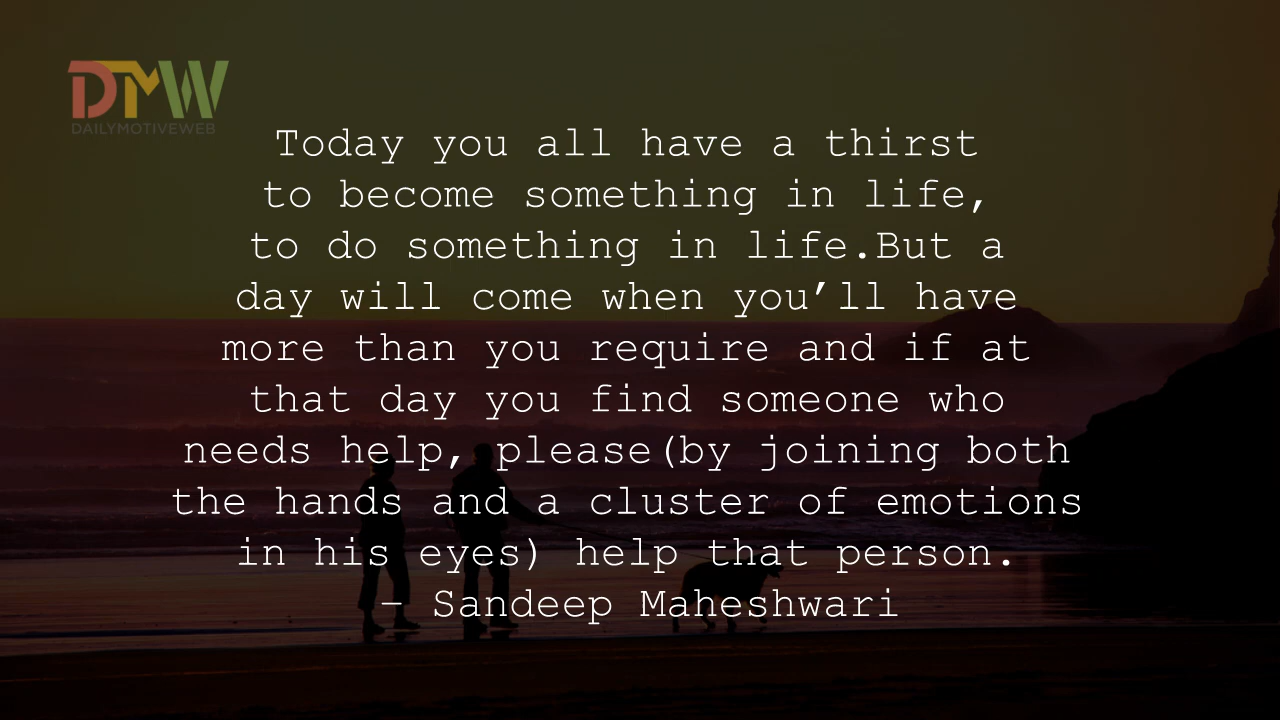 DTMW
DAILYMOTIVEWEB
Today you all have a thirst
to become something in life,
to do something in life.But a
day will come when you’ll have
more than you require and if at
that day you find someone who
needs help, please(by joining both
the hands and a cluster of emotions
in his eyes) help that person.
– Sandeep Maheshwari